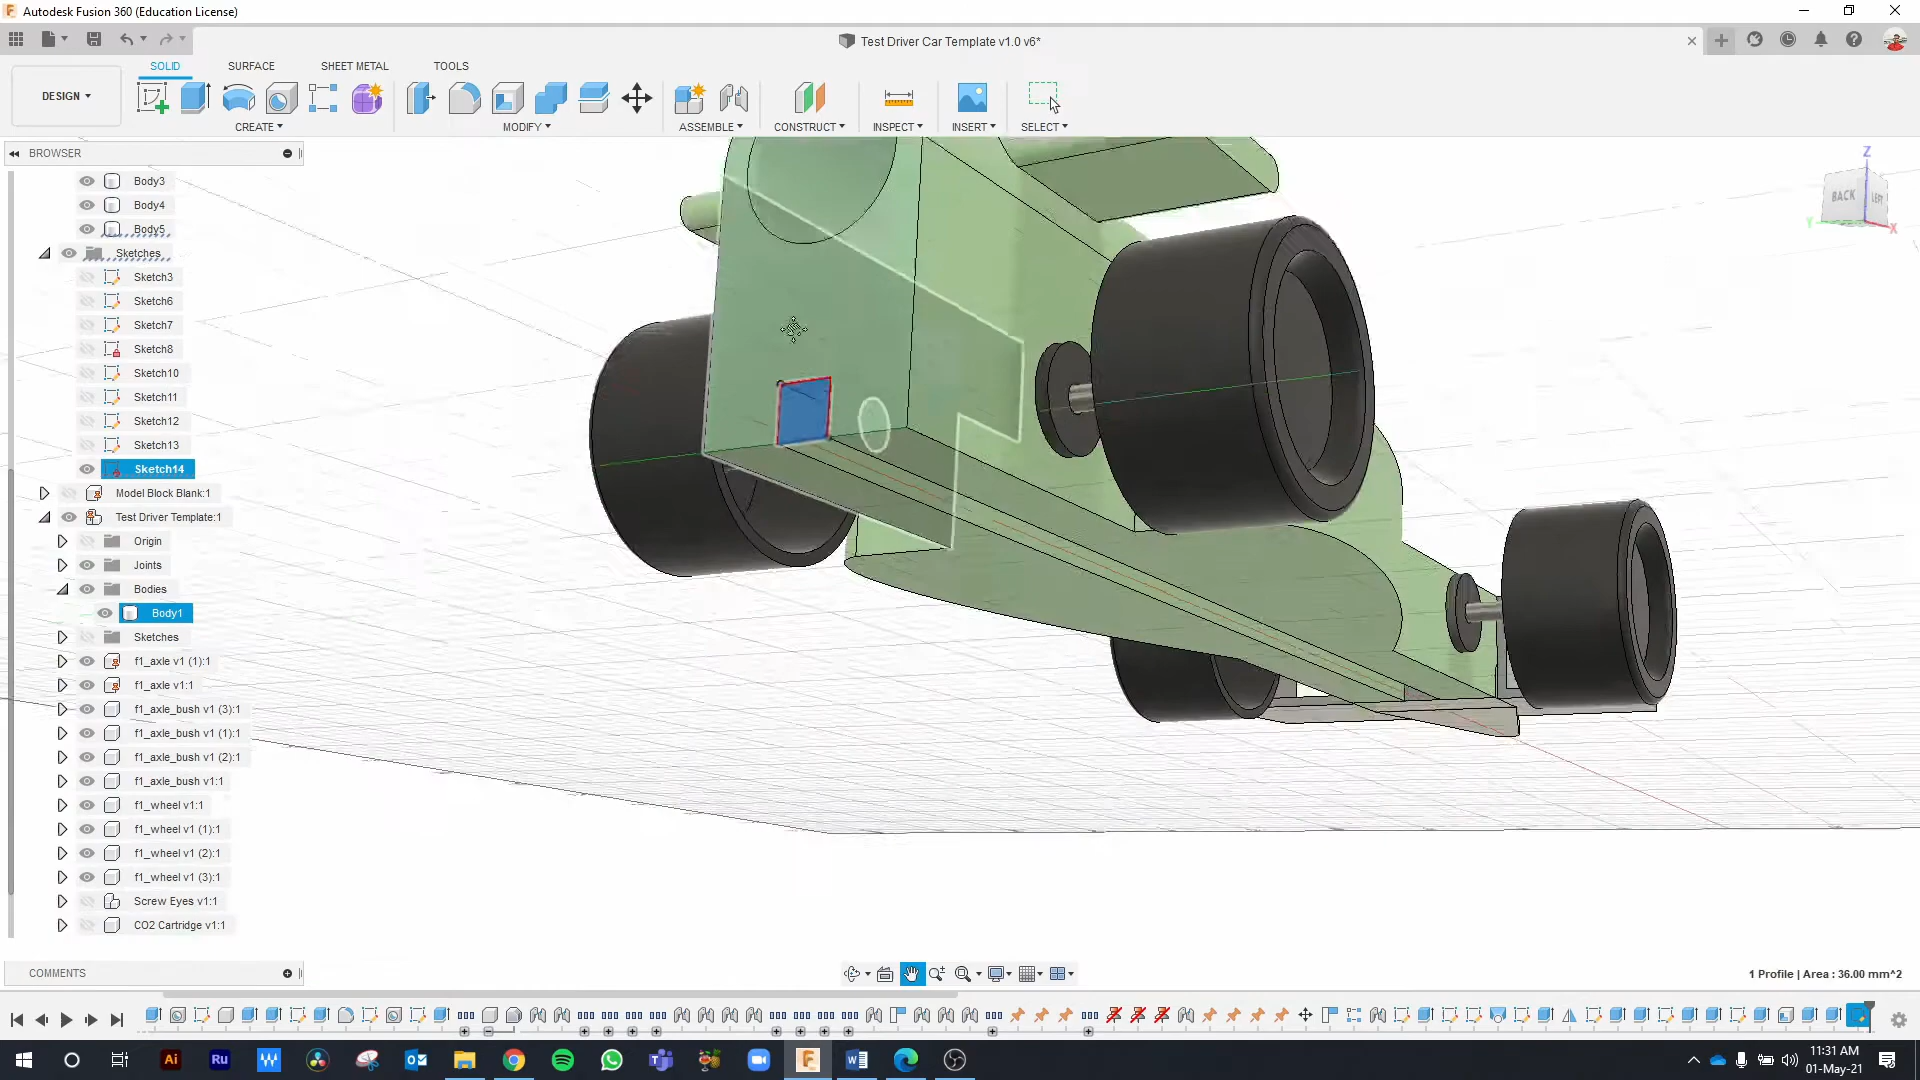 Autodesk Fusion 360 (Education License)
Test Driver Car Template v1.0 v6*
SOLID SURFACE SHEET METAL TOOLS
DESIGN
CREATE MODIFY ASSEMBLE CONSTRUCT INSPECT INSERT SELECT
BROWSER
Body3
Body4
Body5
Sketches
Sketch3
Sketch6
Sketch7
Sketch8
Sketch10
Sketch11
Sketch12
Sketch13
Sketch14
Model Block Blank:1
Test Driver Template:1
Origin
Joints
Bodies
Body1
Sketches
f1_axle v1 (1):1
f1_axle v1:1
f1_axle_bush v1 (3):1
f1_axle_bush v1 (1):1
f1_axle_bush v1 (2):1
f1_axle_bush v1:1
f1_wheel v1:1
f1_wheel v1 (1):1
f1_wheel v1 (2):1
f1_wheel v1 (3):1
Screw Eyes v1:1
CO2 Cartridge v1:1
Z
BACK LEFT
Y X
COMMENTS
1 Profile | Area : 36.00 mm^2
Ai Ru W F
11:31 AM
01-May-21